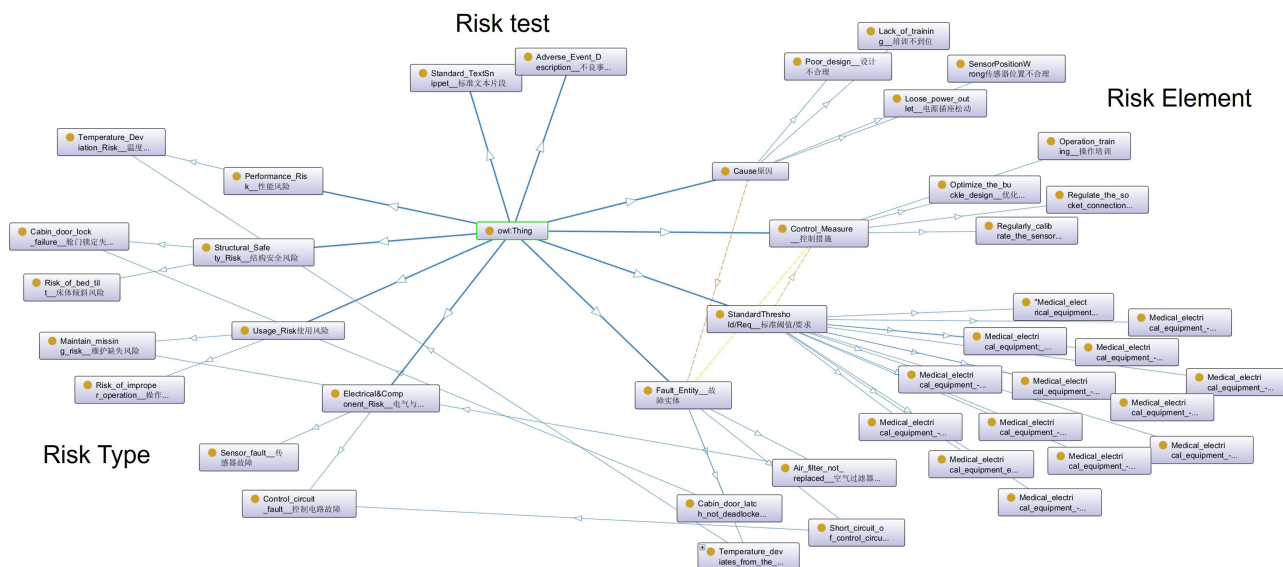 Risk test
Lack_of_trainin
g__培训不到位
Adverse_Event_D
escription__不良事...
Poor_design__设计
不合理
SensorPositionW
rong传感器位置不合理
Standard_TextSn
ippet__标准文本片段
Risk Element
Loose_power_out
let__电源插座松动
Temperature_Dev
iation_Risk__温度...
Operation_train
ing__操作培训
Performance_Ris
k__性能风险
Cause原因
Optimize_the_bu
ckle_design__优化...
Regulate_the_so
cket_connection...
Cabin_door_lock
_failure__舱门锁定失...
owl:Thing
Control_Measure
__控制措施
Regularly_calib
rate_the_sensor...
Structural_Safe
ty_Risk__结构安全风险
Risk_of_bed_til
t__床体倾斜风险
StandardThresho
ld/Req__标准阈值/要求
"Medical_elect
rical_equipment...
Medical_electri
cal_equipment_-...
Usage_Risk使用风险
Maintain_missin
g_risk__维护缺失风险
Medical_electri
cal_equipment;_...
Medical_electri
cal_equipment_-...
Risk_of_imprope
r_operation__操作...
Electrical&Comp
onent_Risk__电气与...
Fault_Entity__故
障实体
Medical_electri
cal_equipment_-...
Medical_electri
cal_equipment_-...
Medical_electri
cal_equipment_-...
Medical_electri
cal_equipment_-...
Medical_electri
cal_equipment_-...
Medical_electri
cal_equipment_-...
Medical_electri
cal_equipment_-...
Risk Type
Sensor_fault__传
感器故障
Air_filter_not_
replaced__空气过滤器...
Medical_electri
cal_equipment_e...
Medical_electri
cal_equipment_-...
Control_circuit
_fault__控制电路故障
Cabin_door_latc
h_not_deadlocke...
Medical_electri
cal_equipment_-...
Short_circuit_o
f_control_circu...
Temperature_dev
iates_from_the_...